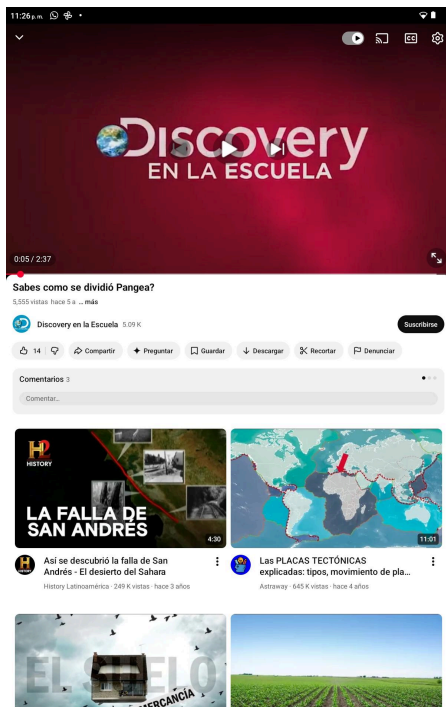 11:26 p.m.
Discovery
EN LA ESCUELA
0:05 / 2:37
Sabes como se dividió Pangea?
5,555 vistas hace 5 a ... más
Discovery en la Escuela 5.09 K
Suscribirse
14 Compartir Preguntar Guardar Descargar Recortar Denunciar
Comentarios 3
Comentar...
H2
HISTORY
LA FALLA DE
SAN ANDRÉS
4:30
11:01
Así se descubrió la falla de San
Andrés - El desierto del Sahara
History Latinoamérica · 249 K vistas · hace 3 años
Las PLACAS TECTÓNICAS
explicadas: tipos, movimiento de pla...
Astraway · 645 K vistas · hace 4 años
EL SUELO
MERCANCÍA